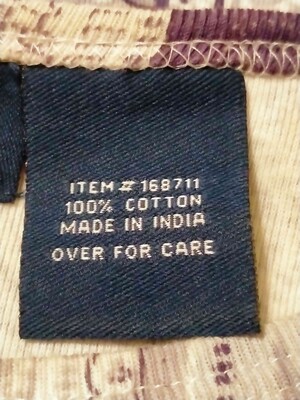 ITEM # 168711
100% COTTON
MADE IN INDIA
OVER FOR CARE